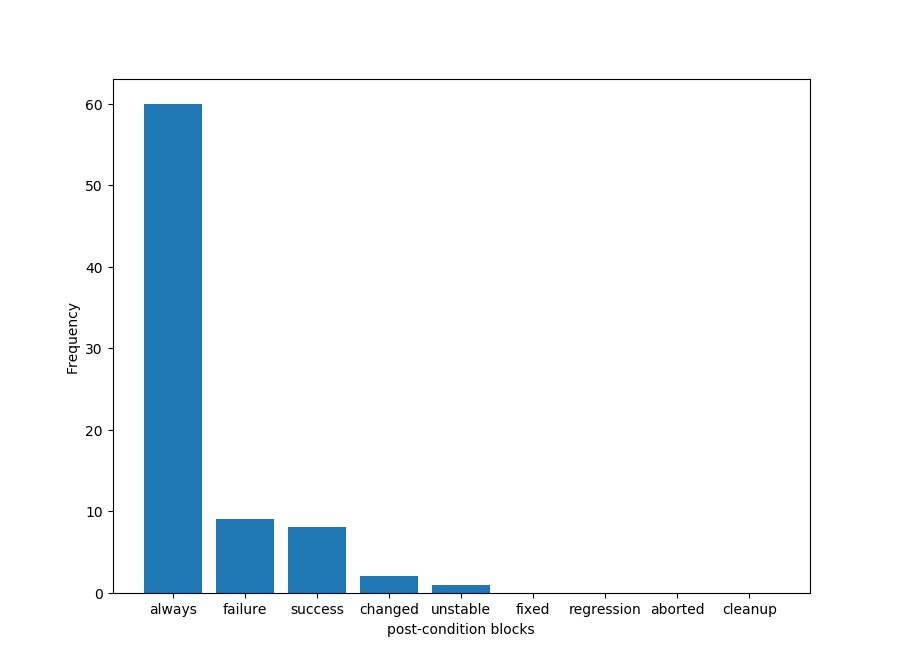 60
50
40
30
20
10
0
Frequency
always failure success changed unstable fixed regression aborted cleanup
post-condition blocks